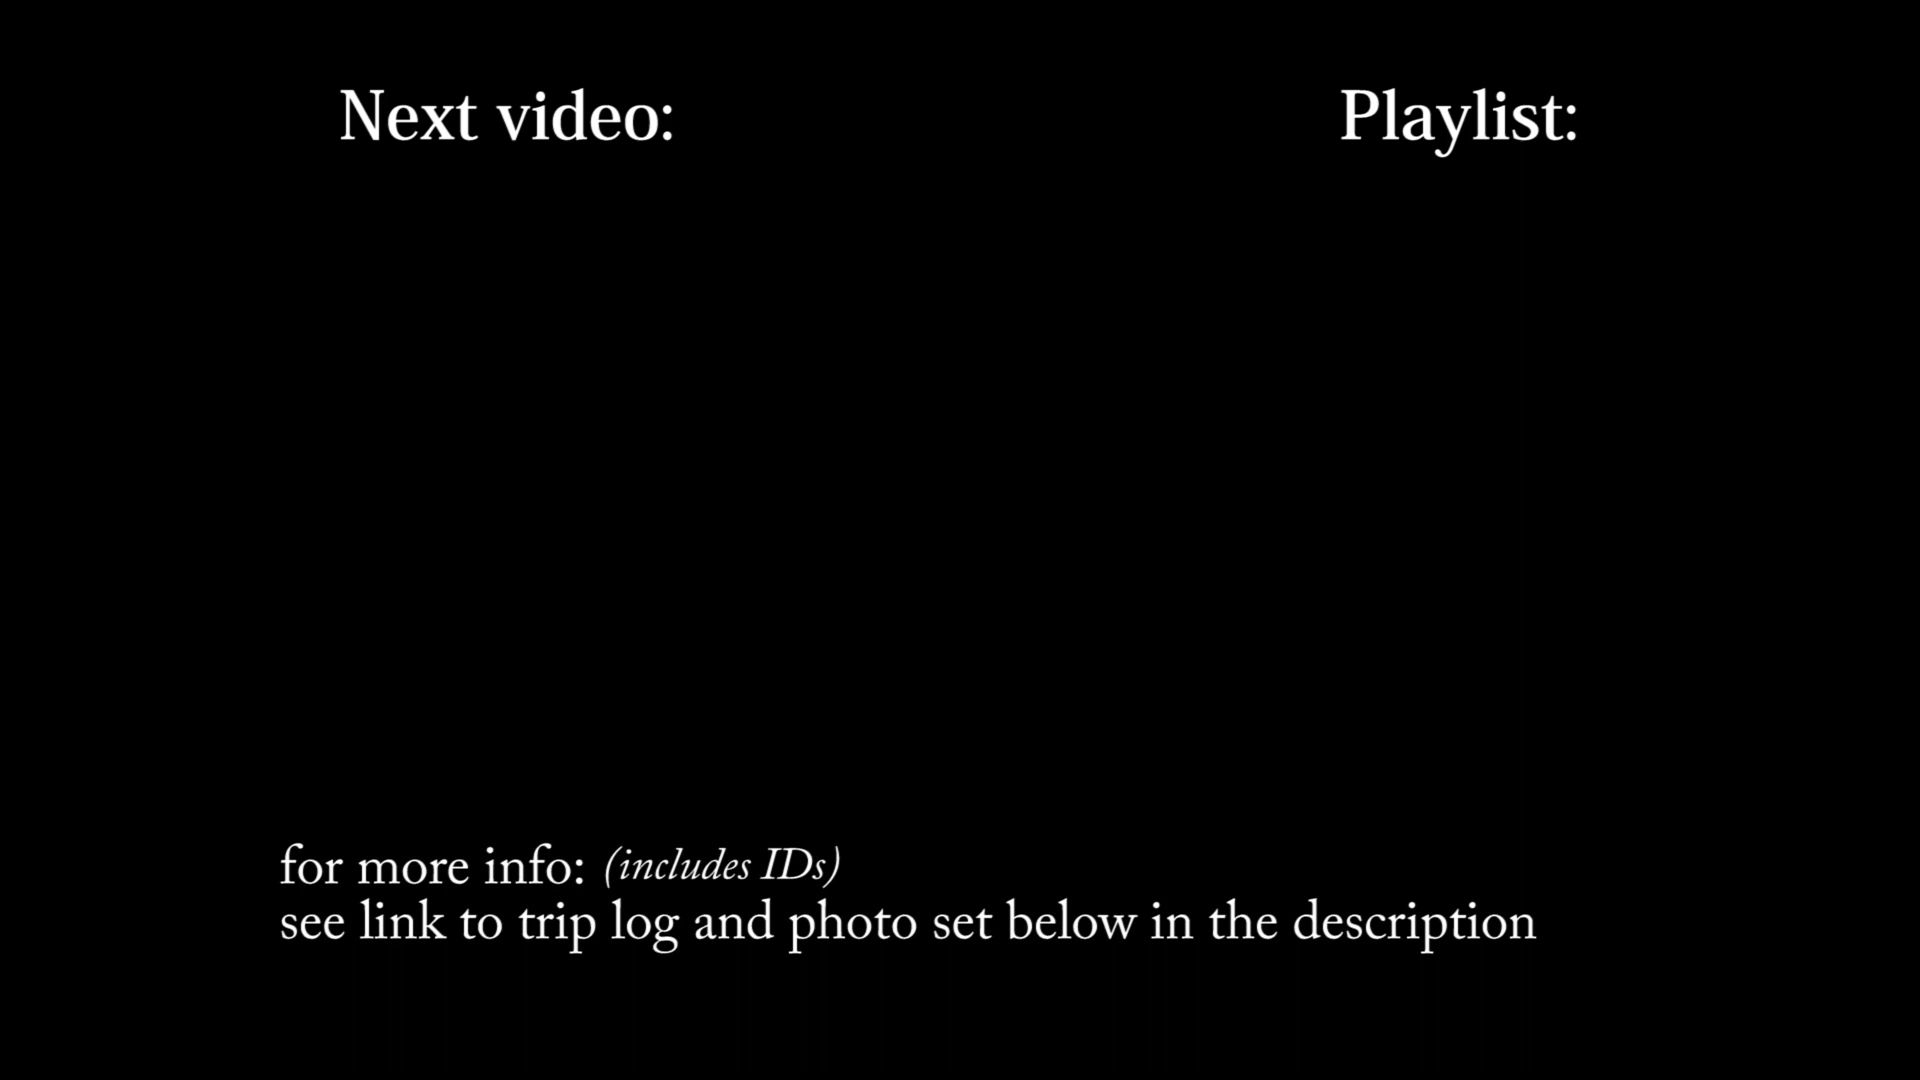 Next video:
Playlist:
for more info: (includes IDs)
see link to trip log and photo set below in the description